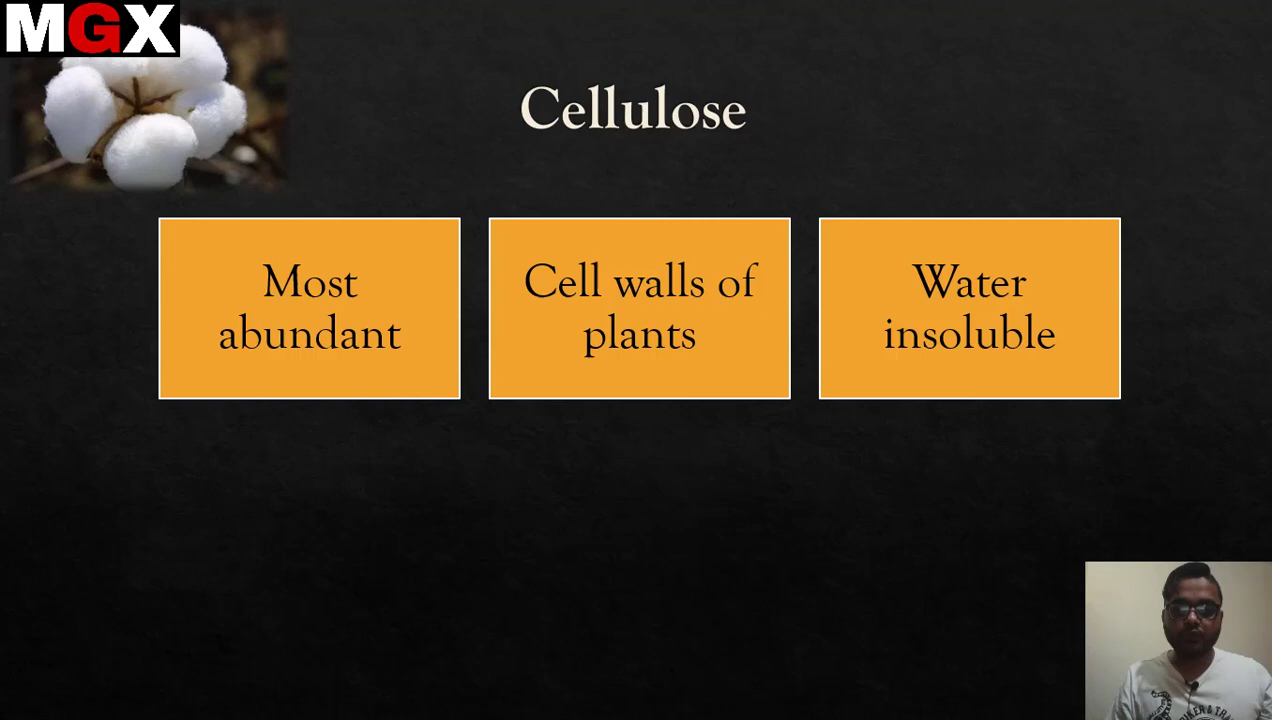 MGX
Cellulose
Most
abundant
Cell walls of
plants
Water
insoluble